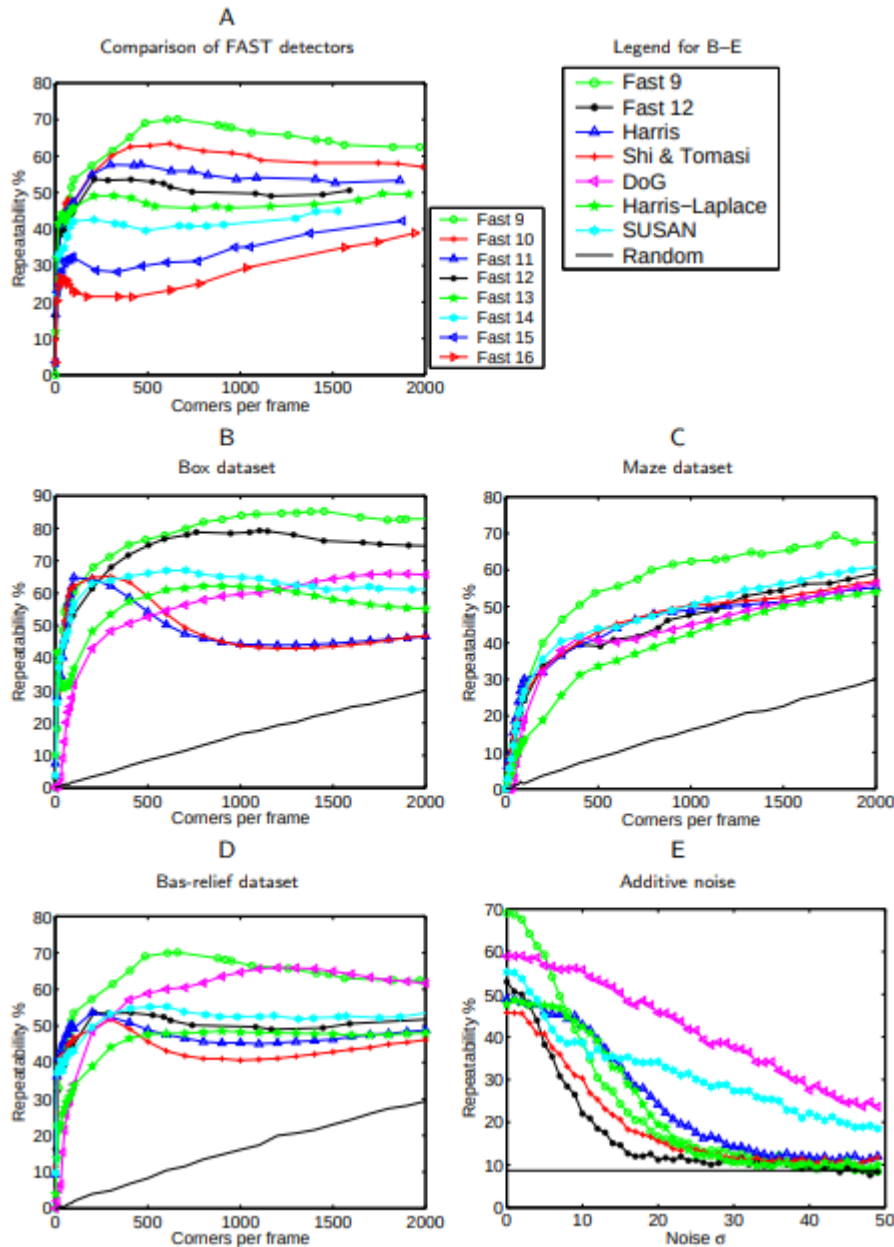 A
Comparison of FAST detectors
Repeatability %
80
70
60
50
40
30
20
10
0
0 500 1000 1500 2000
Corners per frame
Fast 9
Fast 10
Fast 11
Fast 12
Fast 13
Fast 14
Fast 15
Fast 16
Legend for B–E
Fast 9
Fast 12
Harris
Shi & Tomasi
DoG
Harris−Laplace
SUSAN
Random
B
Box dataset
Repeatability %
90
80
70
60
50
40
30
20
10
0
0 500 1000 1500 2000
Corners per frame
C
Maze dataset
Repeatability %
80
70
60
50
40
30
20
10
0
0 500 1000 1500 2000
Corners per frame
D
Bas-relief dataset
Repeatability %
80
70
60
50
40
30
20
10
0
0 500 1000 1500 2000
Corners per frame
E
Additive noise
Repeatability %
70
60
50
40
30
20
10
0
0 10 20 30 40 50
Noise σ